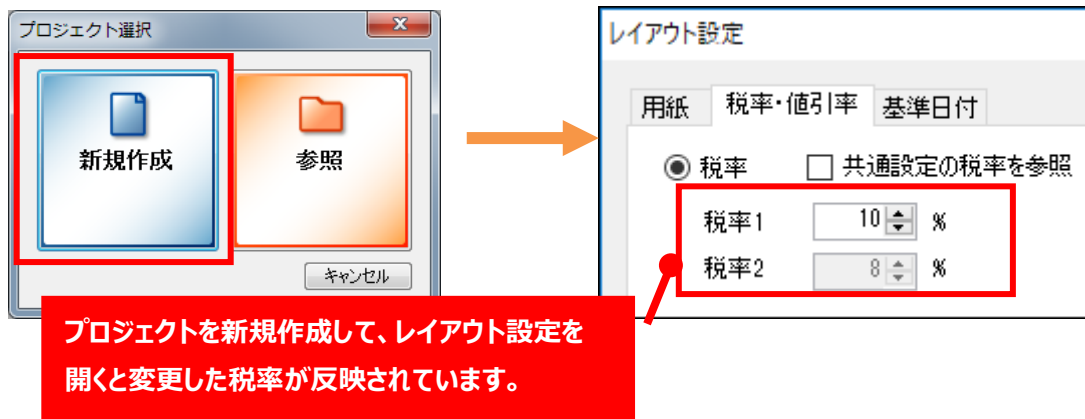 プロジェクト選択
新規作成
参照
キャンセル
レイアウト設定
用紙 税率・値引率 基準日付
税率 共通設定の税率を参照
税率1 10 %
税率2 8 %
プロジェクトを新規作成して、レイアウト設定を
開くと変更した税率が反映されています。